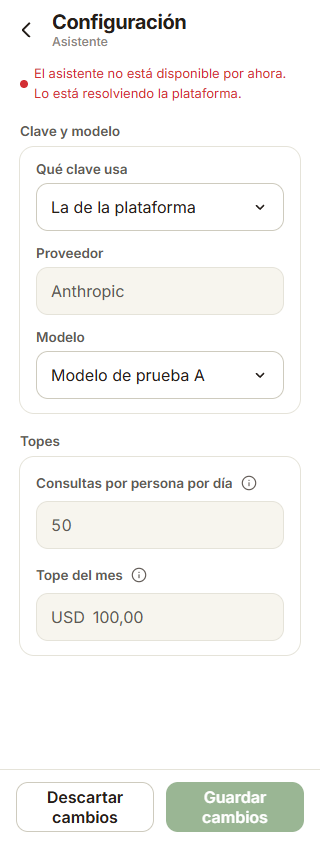 Configuración
Asistente
El asistente no está disponible por ahora.
Lo está resolviendo la plataforma.
Clave y modelo
Qué clave usa
La de la plataforma
Proveedor
Anthropic
Modelo
Modelo de prueba A
Topes
Consultas por persona por día
50
Tope del mes
USD 100,00
Descartar
cambios
Guardar
cambios